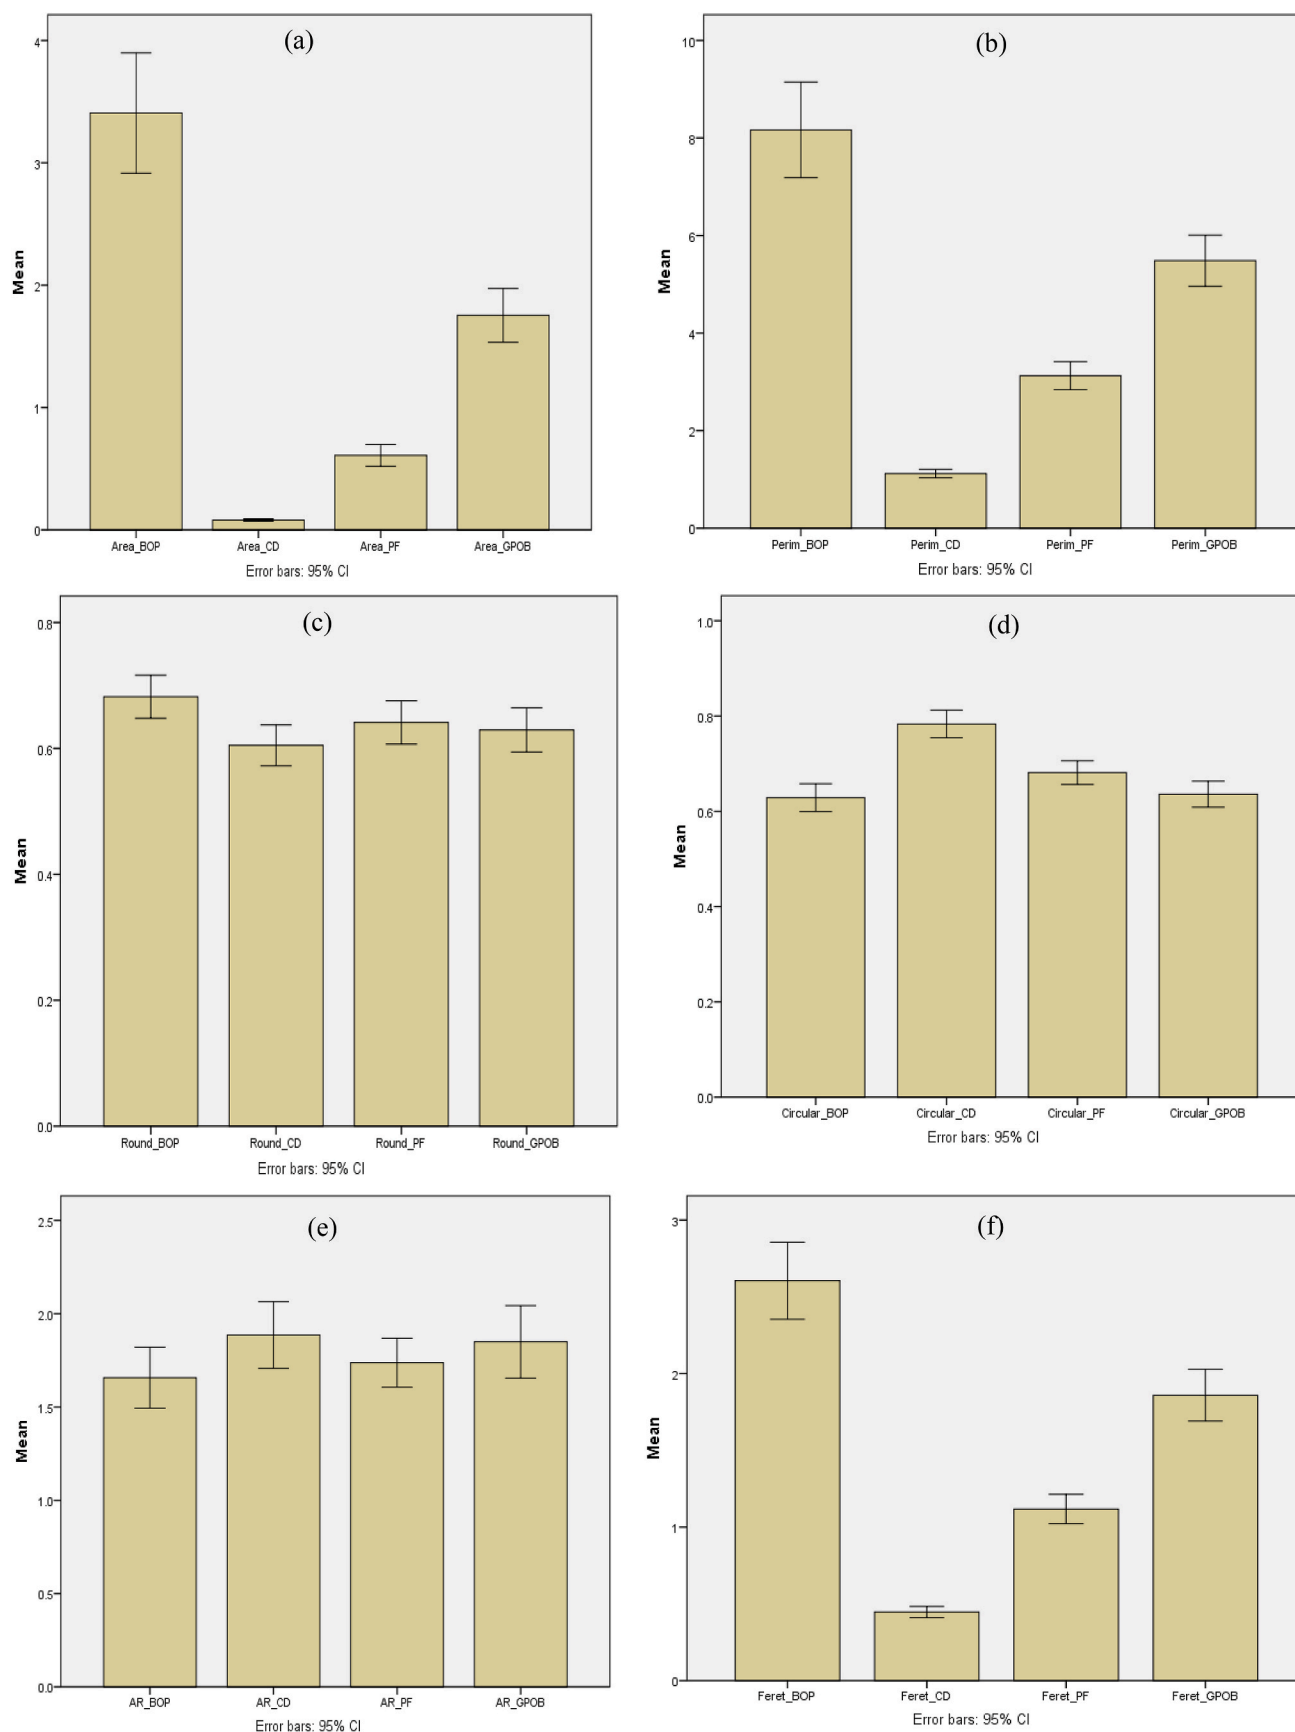 (a)
4
3
2
1
0
Mean
Area_BOP Area_CD Area_PF Area_GPOB
Error bars: 95% CI
(b)
10
8
6
4
2
0
Mean
Perim_BOP Perim_CD Perim_PF Perim_GPOB
Error bars: 95% CI
(c)
0.8
0.6
0.4
0.2
0.0
Mean
Round_BOP Round_CD Round_PF Round_GPOB
Error bars: 95% CI
(d)
1.0
0.8
0.6
0.4
0.2
0.0
Mean
Circular_BOP Circular_CD Circular_PF Circular_GPOB
Error bars: 95% CI
(e)
2.5
2.0
1.5
1.0
0.5
0.0
Mean
AR_BOP AR_CD AR_PF AR_GPOB
Error bars: 95% CI
(f)
3
2
1
0
Mean
Feret_BOP Feret_CD Feret_PF Feret_GPOB
Error bars: 95% CI